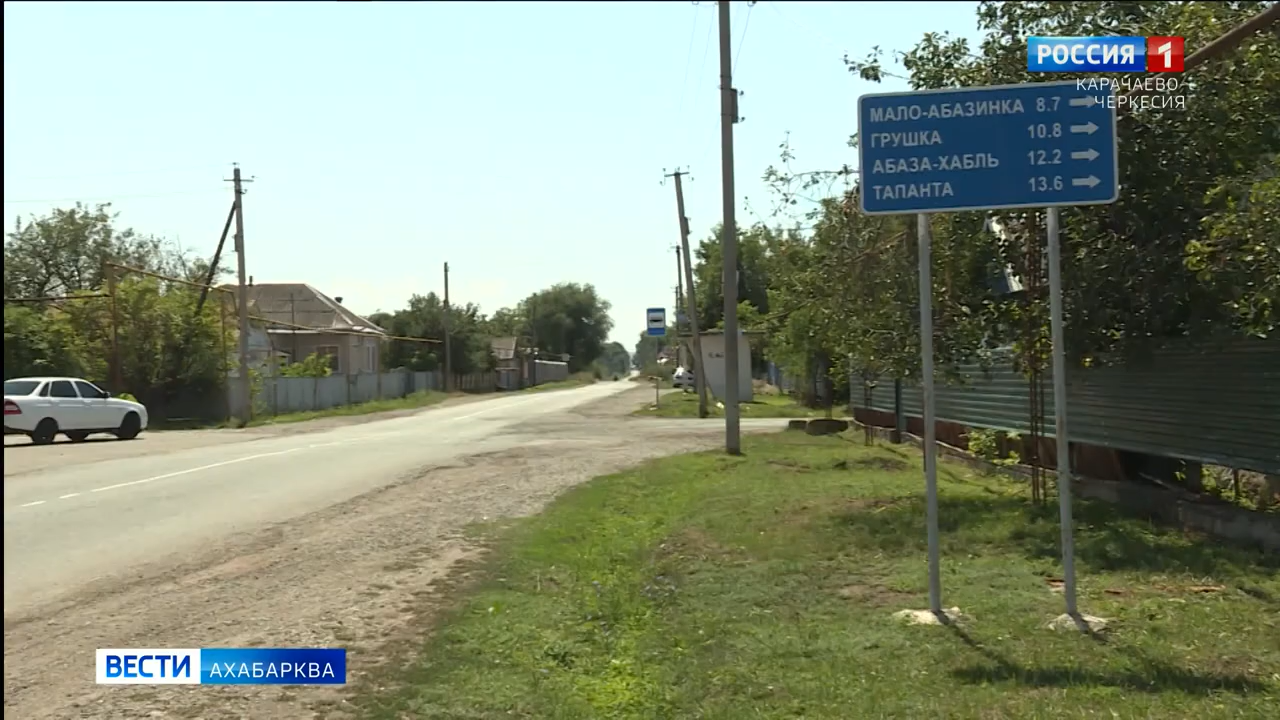 РОССИЯ 1
КАРАЧАЕВО
ЧЕРКЕСИЯ
МАЛО-АБАЗИНКА 8.7
ГРУШКА 10.8
АБАЗА-ХАБЛЬ 12.2
ТАПАНТА 13.6
ВЕСТИ АХАБАРКВА